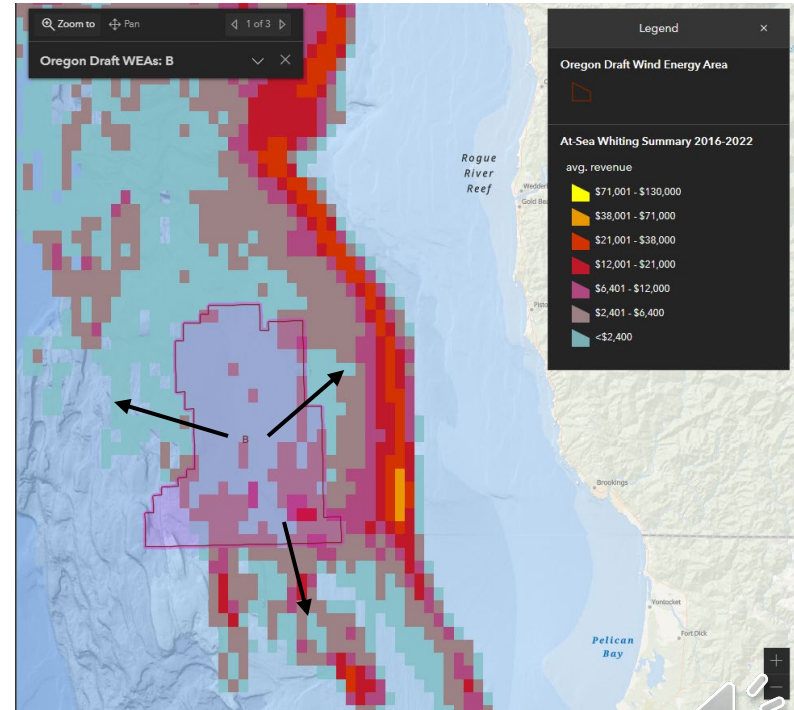 Zoom to
Pan
1 of 3
Oregon Draft WEAs: B
Legend
Oregon Draft Wind Energy Area
At-Sea Whiting Summary 2016-2022
avg. revenue
$71,001 - $130,000
$38,001 - $71,000
$21,001 - $38,000
$12,001 - $21,000
$6,401 - $12,000
$2,401 - $6,400
<$2,400
Rogue
River
Reef
B
Brookings
Yontocket
Fort Dick
Pelican
Bay